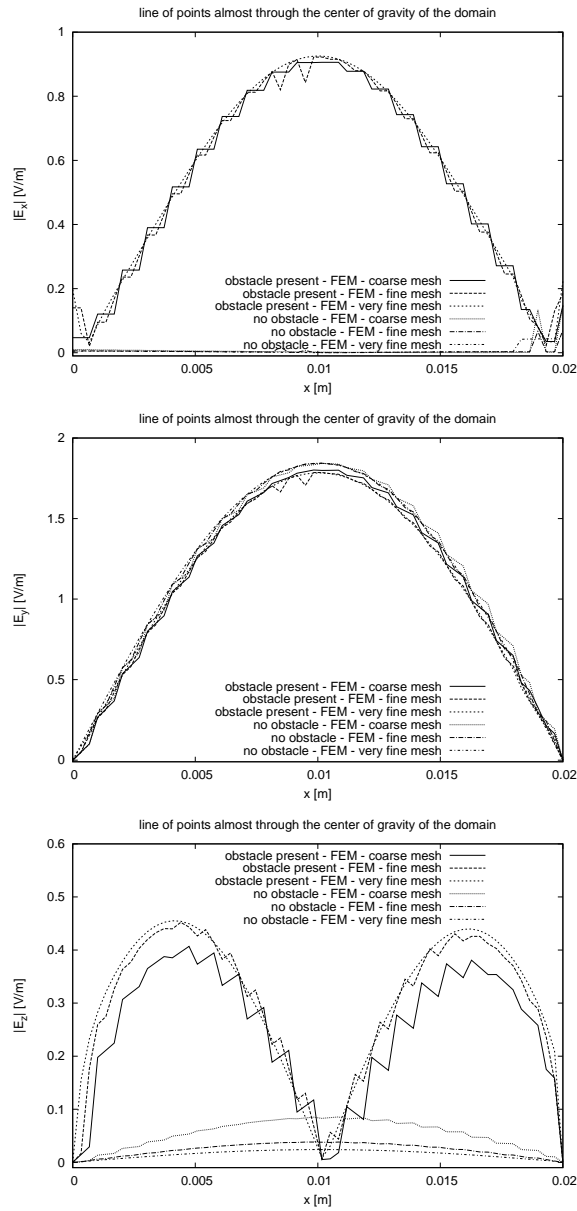 line of points almost through the center of gravity of the domain
1
0.8
0.6
0.4
0.2
0
|Ex| [V/m]
obstacle present - FEM - coarse mesh
obstacle present - FEM - fine mesh
obstacle present - FEM - very fine mesh
no obstacle - FEM - coarse mesh
no obstacle - FEM - fine mesh
no obstacle - FEM - very fine mesh
0 0.005 0.01 0.015 0.02
x [m]
line of points almost through the center of gravity of the domain
2
1.5
1
0.5
0
|Ey| [V/m]
obstacle present - FEM - coarse mesh
obstacle present - FEM - fine mesh
obstacle present - FEM - very fine mesh
no obstacle - FEM - coarse mesh
no obstacle - FEM - fine mesh
no obstacle - FEM - very fine mesh
0 0.005 0.01 0.015 0.02
x [m]
line of points almost through the center of gravity of the domain
0.6
0.5
0.4
0.3
0.2
0.1
0
|Ez| [V/m]
obstacle present - FEM - coarse mesh
obstacle present - FEM - fine mesh
obstacle present - FEM - very fine mesh
no obstacle - FEM - coarse mesh
no obstacle - FEM - fine mesh
no obstacle - FEM - very fine mesh
0 0.005 0.01 0.015 0.02
x [m]